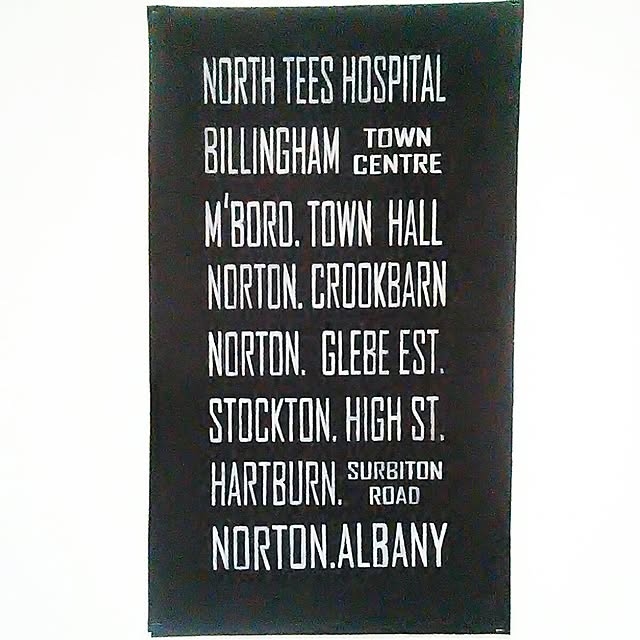 NORTH TEES HOSPITAL
BILLINGHAM TOWN CENTRE
M'BORO. TOWN HALL
NORTON. CROOKBARN
NORTON. GLEBE EST.
STOCKTON. HIGH ST.
HARTBURN. SURBITON ROAD
NORTON.ALBANY